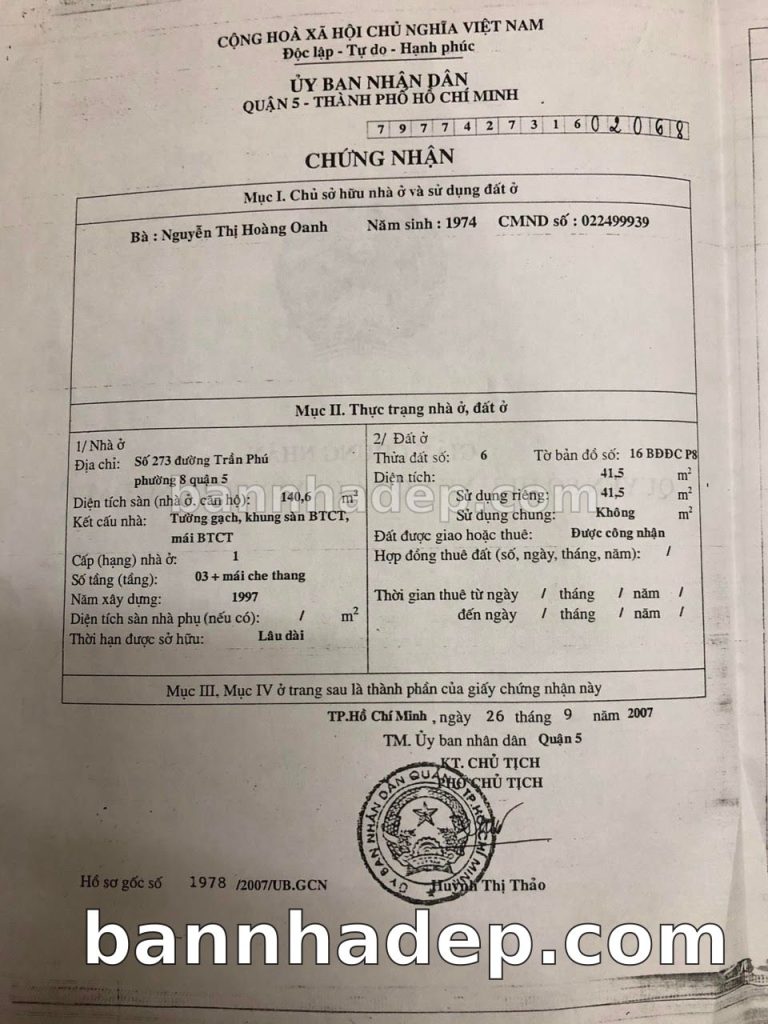 CỘNG HOÀ XÃ HỘI CHỦ NGHĨA VIỆT NAM
Độc lập - Tự do - Hạnh phúc
ỦY BAN NHÂN DÂN
QUẬN 5 - THÀNH PHỐ HỒ CHÍ MINH
7 9 7 7 4 2 7 3 1 6 0 2 0 6 8
CHỨNG NHẬN
Mục I. Chủ sở hữu nhà ở và sử dụng đất ở
Bà : Nguyễn Thị Hoàng Oanh Năm sinh : 1974 CMND số : 022499939
Mục II. Thực trạng nhà ở, đất ở
1/ Nhà ở
Địa chỉ: Số 273 đường Trần Phú
phường 8 quận 5
Diện tích sàn (nhà ở, căn hộ): 140,6 m²
Kết cấu nhà: Tường gạch, khung sàn BTCT,
mái BTCT
Cấp (hạng) nhà ở: 1
Số tầng (tầng): 03 + mái che thang
Năm xây dựng: 1997
Diện tích sàn nhà phụ (nếu có): / m²
Thời hạn được sở hữu: Lâu dài
2/ Đất ở
Thửa đất số: 6 Tờ bản đồ số: 16 BĐĐC P8
Diện tích: 41,5 m²
Sử dụng riêng: 41,5 m²
Sử dụng chung: Không m²
Đất được giao hoặc thuê: Được công nhận
Hợp đồng thuê đất (số, ngày, tháng, năm): /
Thời gian thuê từ ngày / tháng / năm /
đến ngày / tháng / năm /
bannhadep.com
Mục III, Mục IV ở trang sau là thành phần của giấy chứng nhận này
TP.Hồ Chí Minh , ngày 26 tháng 9 năm 2007
TM. Ủy ban nhân dân Quận 5
KT. CHỦ TỊCH
PHÓ CHỦ TỊCH
ỦY BAN NHÂN DÂN QUẬN 5 TP. HỒ CHÍ MINH
Huỳnh Thị Thảo
Hồ sơ gốc số 1978 /2007/UB.GCN
bannhadep.com